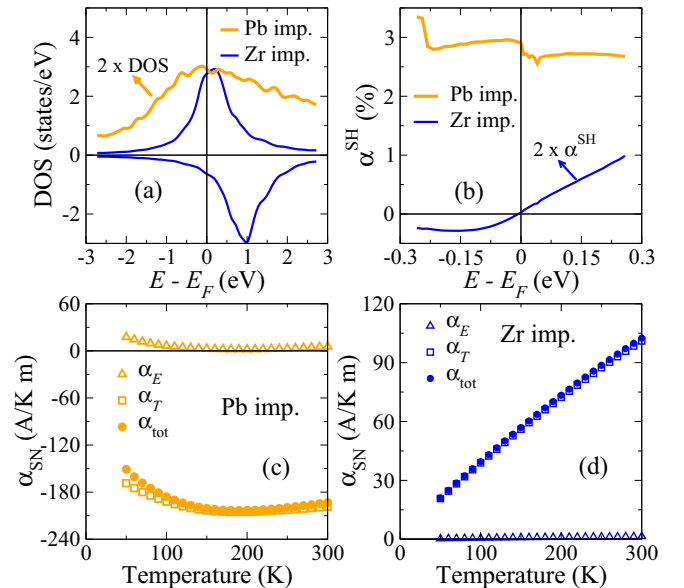 6
4
2
0
-2
DOS (states/eV)
Pb imp.
Zr imp.
2 x DOS
(a)
-3 -2 -1 0 1 2 3
E - E_F (eV)
3
2
1
0
α^SH (%)
Pb imp.
Zr imp.
2 x α^SH
(b)
-0.3 -0.15 0 0.15 0.3
E - E_F (eV)
60
0
-60
-120
-180
-240
α_SN (A/K m)
α_E
α_T
α_tot
Pb imp.
(c)
0 100 200 300
Temperature (K)
120
90
60
30
0
α_SN (A/K m)
α_E
α_T
α_tot
Zr imp.
(d)
0 100 200 300
Temperature (K)